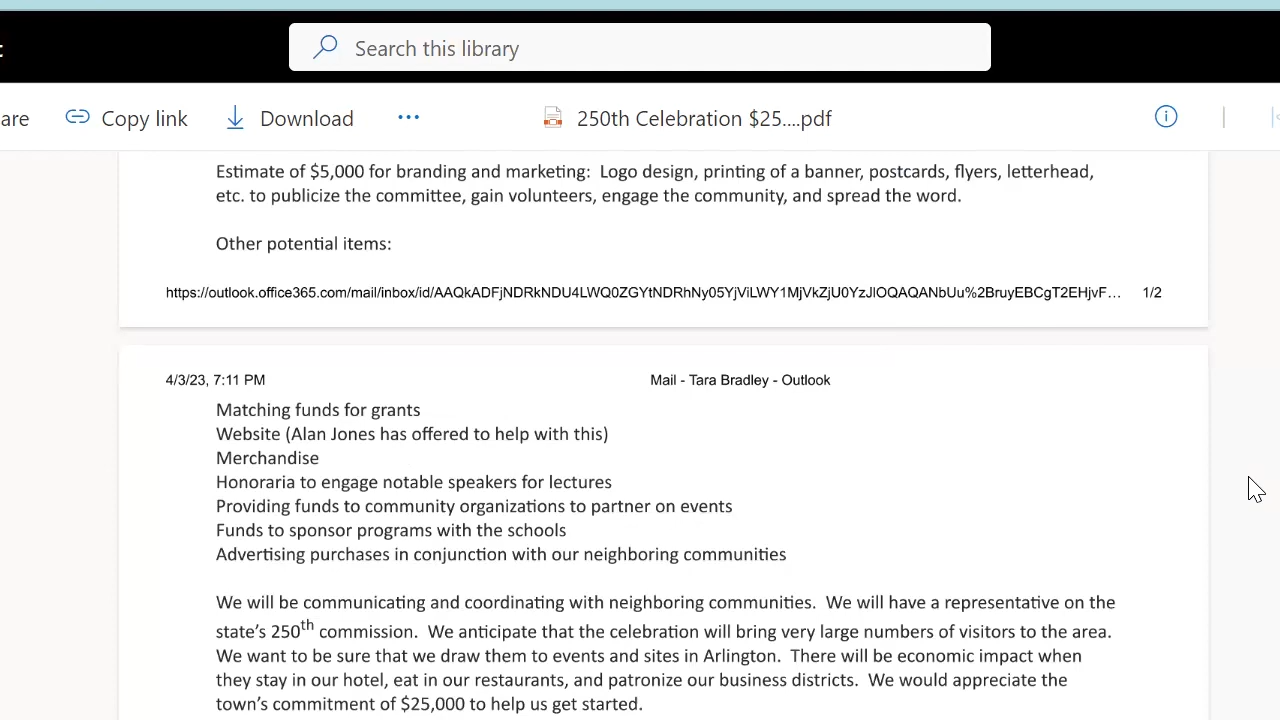 Search this library
are Copy link Download ... 250th Celebration $25....pdf
Estimate of $5,000 for branding and marketing: Logo design, printing of a banner, postcards, flyers, letterhead,
etc. to publicize the committee, gain volunteers, engage the community, and spread the word.
Other potential items:
https://outlook.office365.com/mail/inbox/id/AAQkADFjNDRkNDU4LWQ0ZGYtNDRhNy05YjViLWY1MjVkZjU0YzJlOQAQANbUu%2BruyEBCgT2EHjvF... 1/2
4/3/23, 7:11 PM Mail - Tara Bradley - Outlook
Matching funds for grants
Website (Alan Jones has offered to help with this)
Merchandise
Honoraria to engage notable speakers for lectures
Providing funds to community organizations to partner on events
Funds to sponsor programs with the schools
Advertising purchases in conjunction with our neighboring communities
We will be communicating and coordinating with neighboring communities. We will have a representative on the
state's 250th commission. We anticipate that the celebration will bring very large numbers of visitors to the area.
We want to be sure that we draw them to events and sites in Arlington. There will be economic impact when
they stay in our hotel, eat in our restaurants, and patronize our business districts. We would appreciate the
town's commitment of $25,000 to help us get started.